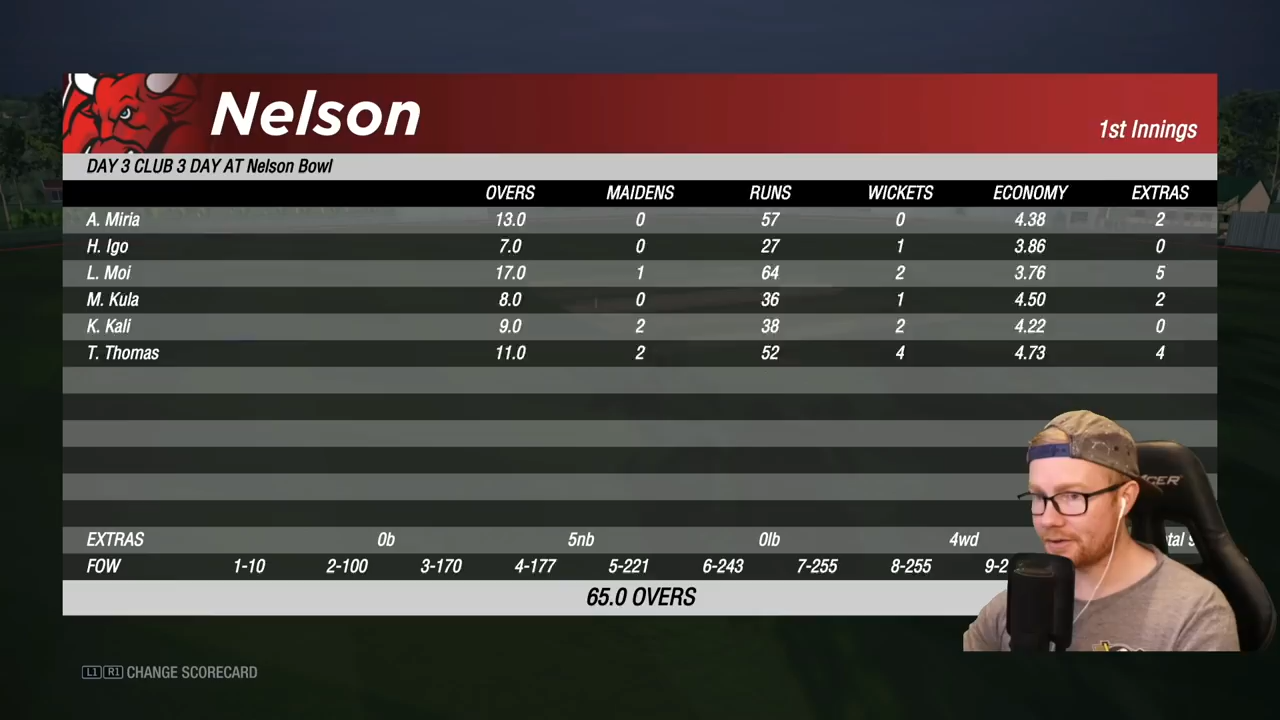 Nelson
1st Innings
DAY 3 CLUB 3 DAY AT Nelson Bowl
OVERS MAIDENS RUNS WICKETS ECONOMY EXTRAS
A. Miria 13.0 0 57 0 4.38 2
H. Igo 7.0 0 27 1 3.86 0
L. Moi 17.0 1 64 2 3.76 5
M. Kula 8.0 0 36 1 4.50 2
K. Kali 9.0 2 38 2 4.22 0
T. Thomas 11.0 2 52 4 4.73 4
EXTRAS 0b 5nb 0lb 4wd
FOW 1-10 2-100 3-170 4-177 5-221 6-243 7-255 8-255
65.0 OVERS
L1 R1 CHANGE SCORECARD